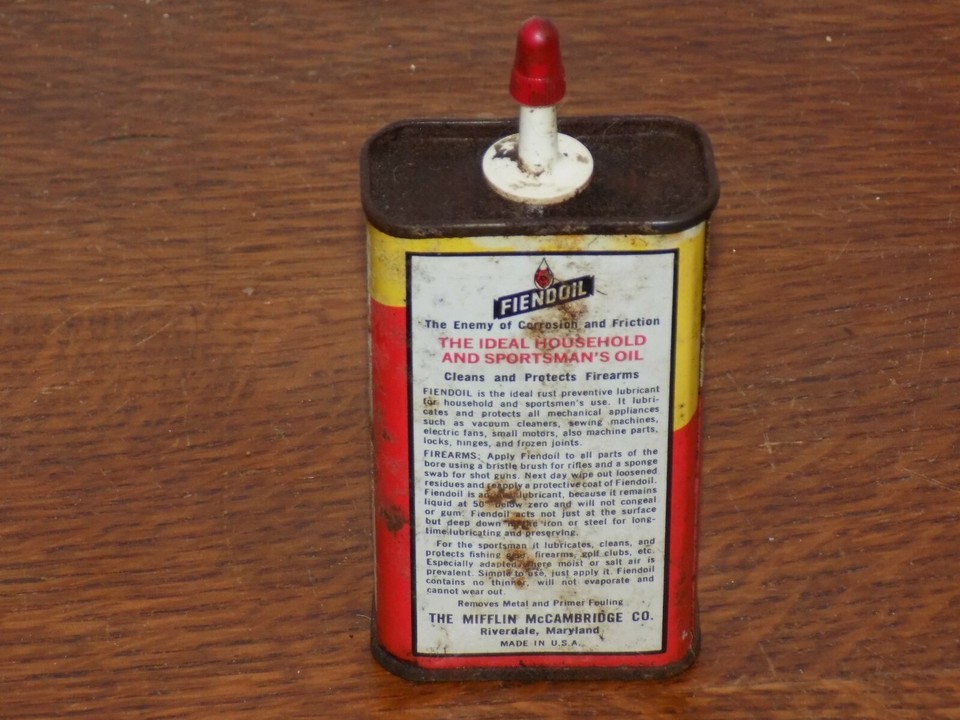 FIENDOIL
The Enemy of Corrosion and Friction
THE IDEAL HOUSEHOLD
AND SPORTSMAN'S OIL
Cleans and Protects Firearms
FIENDOIL is the ideal rust preventive lubricant
for household and sportsmen's use. It lubri-
cates and protects all mechanical appliances
such as vacuum cleaners, sewing machines,
electric fans, small motors, also machine parts,
locks, hinges, and frozen joints.
FIREARMS: Apply Fiendoil to all parts of the
bore using a bristle brush for rifles and a sponge
swab for shot guns. Next day wipe out loosened
residues and reapply a protective coat of Fiendoil.
Fiendoil is a lubricant, because it remains
liquid at 50° below zero and will not congeal
or gum. Fiendoil acts not just at the surface
but deep down in the iron or steel for long-
time lubricating and preserving.
For the sportsman it lubricates, cleans, and
protects fishing gear, firearms, golf clubs, etc.
Especially adapted where moist or salt air is
prevalent. Simple to use, just apply it. Fiendoil
contains no thinner, will not evaporate and
cannot wear out.
Removes Metal and Primer Fouling
THE MIFFLIN McCAMBRIDGE CO.
Riverdale, Maryland
MADE IN U.S.A.